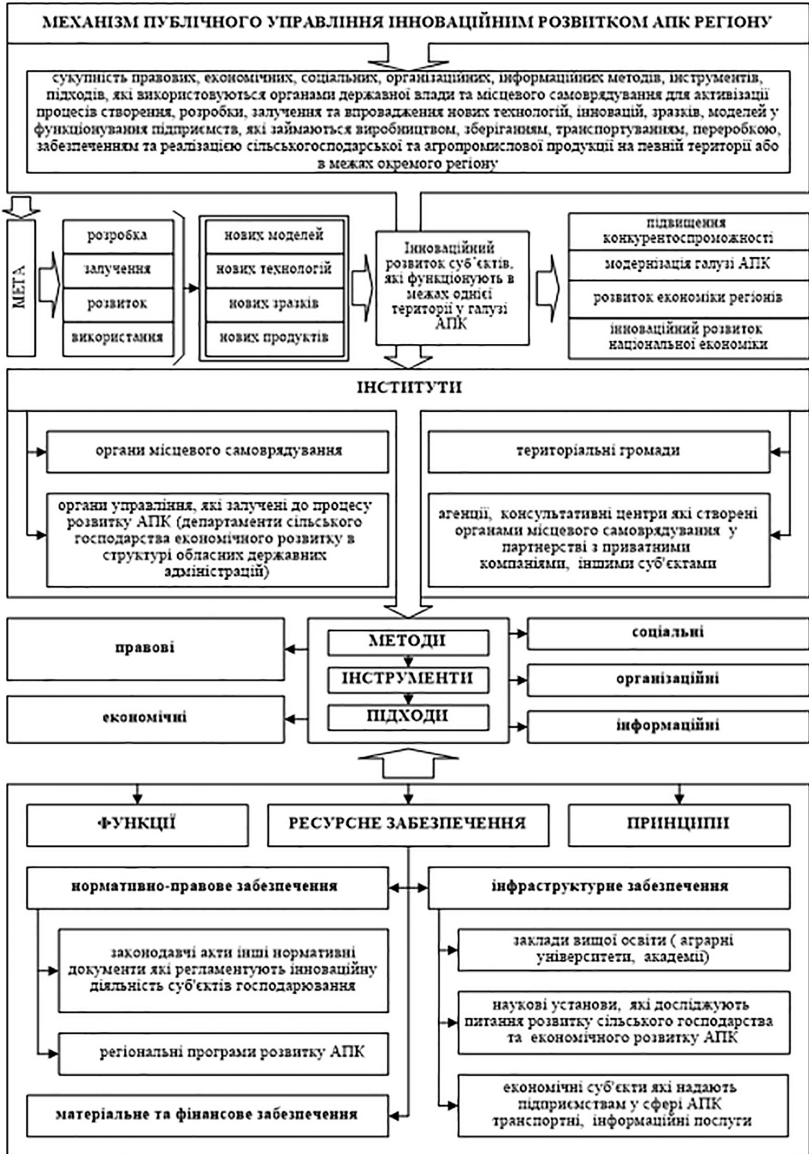 МЕХАНІЗМ ПУБЛІЧНОГО УПРАВЛІННЯ ІННОВАЦІЙНИМ РОЗВИТКОМ АПК РЕГІОНУ
сукупність правових, економічних, соціальних, організаційних, інформаційних методів, інструментів,
підходів, які використовуються органами державної влади та місцевого самоврядування для активізації
процесів створення, розробки, залучення та впровадження нових технологій, інновацій, зразків, моделей у
функціонування підприємств, які займаються виробництвом, зберіганням, транспортуванням, переробкою,
забезпеченням та реалізацією сільськогосподарської та агропромислової продукції на певній території або
в межах окремого регіону
МЕТА
розробка
залучення
розвиток
використання
нових моделей
нових технологій
нових зразків
нових продуктів
Інноваційний
розвиток суб´єктів,
які функціонують в
межах однієї
території у галузі
АПК
підвищення
конкурентоспроможності
модернізація галузі АПК
розвиток економіки регіонів
інноваційний розвиток
національної економіки
ІНСТИТУТИ
органи місцевого самоврядування
органи управління, які залучені до процесу
розвитку АПК (департаменти сільського
господарства економічного розвитку в
структурі обласних державних
адміністрацій)
територіальні громади
агенції, консультативні центри які створені
органами місцевого самоврядування у
партнерстві з приватними
компаніями, іншими суб'єктами
правові
економічні
МЕТОДИ
ІНСТРУМЕНТИ
ПІДХОДИ
соціальні
організаційні
інформаційні
ФУНКЦІЇ
РЕСУРСНЕ ЗАБЕЗПЕЧЕННЯ
ПРИНЦИПИ
нормативно-правове забезпечення
законодавчі акти інші нормативні
документи які регламентують інноваційну
діяльність суб'єктів господарювання
регіональні програми розвитку АПК
матеріальне та фінансове забезпечення
інфраструктурне забезпечення
заклади вищої освіти ( аграрні
університети, академії)
наукові установи, які досліджують
питання розвитку сільського господарства
та економічного розвитку АПК
економічні суб'єкти які надають
підприємствам у сфері АПК
транспортні, інформаційні послуги